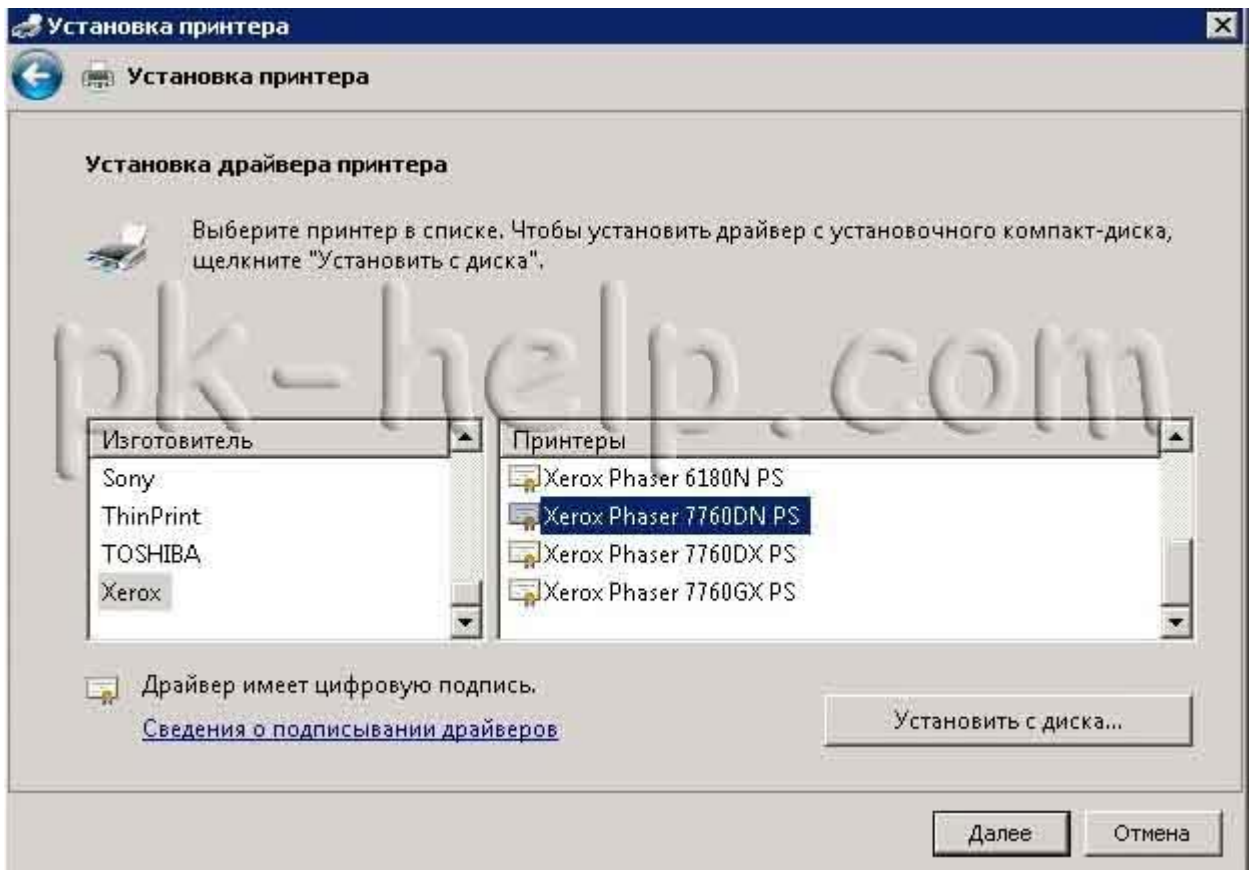 Установка принтера
Установка принтера
Установка драйвера принтера
Выберите принтер в списке. Чтобы установить драйвер с установочного компакт-диска,
щелкните "Установить с диска".
pk-help.com
Изготовитель
Sony
ThinPrint
TOSHIBA
Xerox
Принтеры
Xerox Phaser 6180N PS
Xerox Phaser 7760DN PS
Xerox Phaser 7760DX PS
Xerox Phaser 7760GX PS
Драйвер имеет цифровую подпись.
Сведения о подписывании драйверов
Установить с диска...
Далее
Отмена